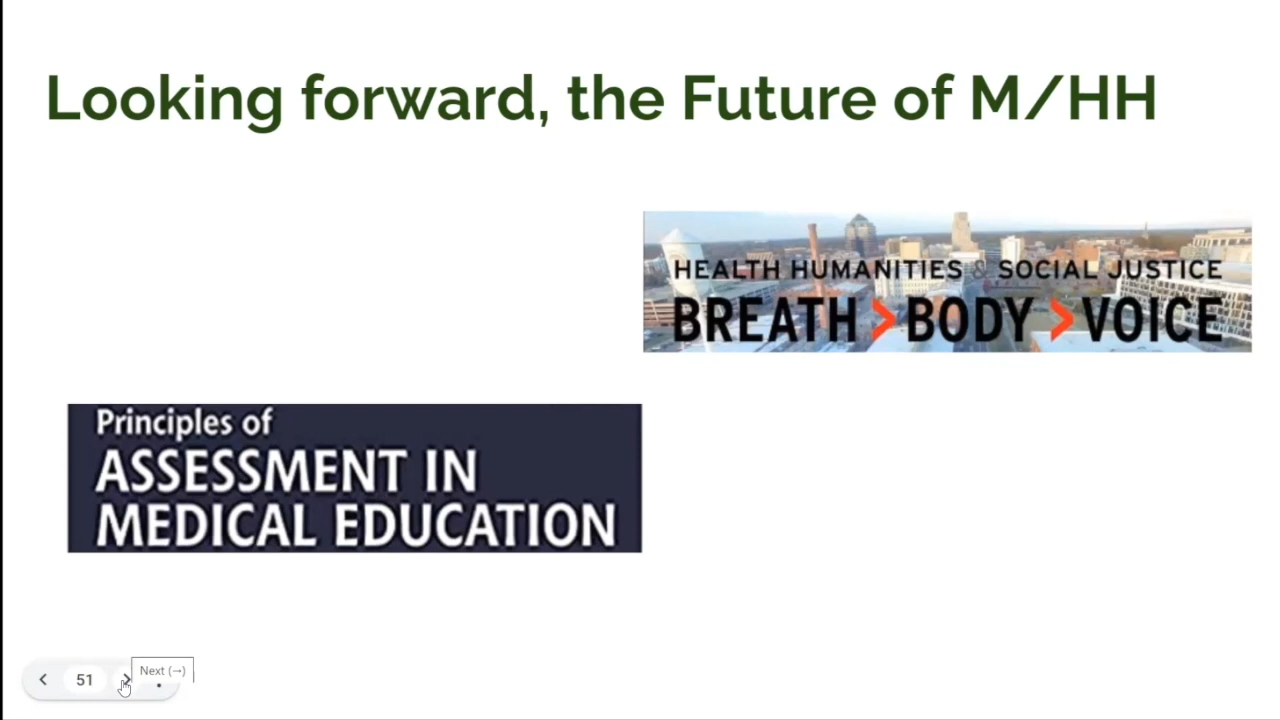 Looking forward, the Future of M/HH
HEALTH HUMANITIES & SOCIAL JUSTICE
BREATH > BODY > VOICE
Principles of
ASSESSMENT IN
MEDICAL EDUCATION
Next (→)
51